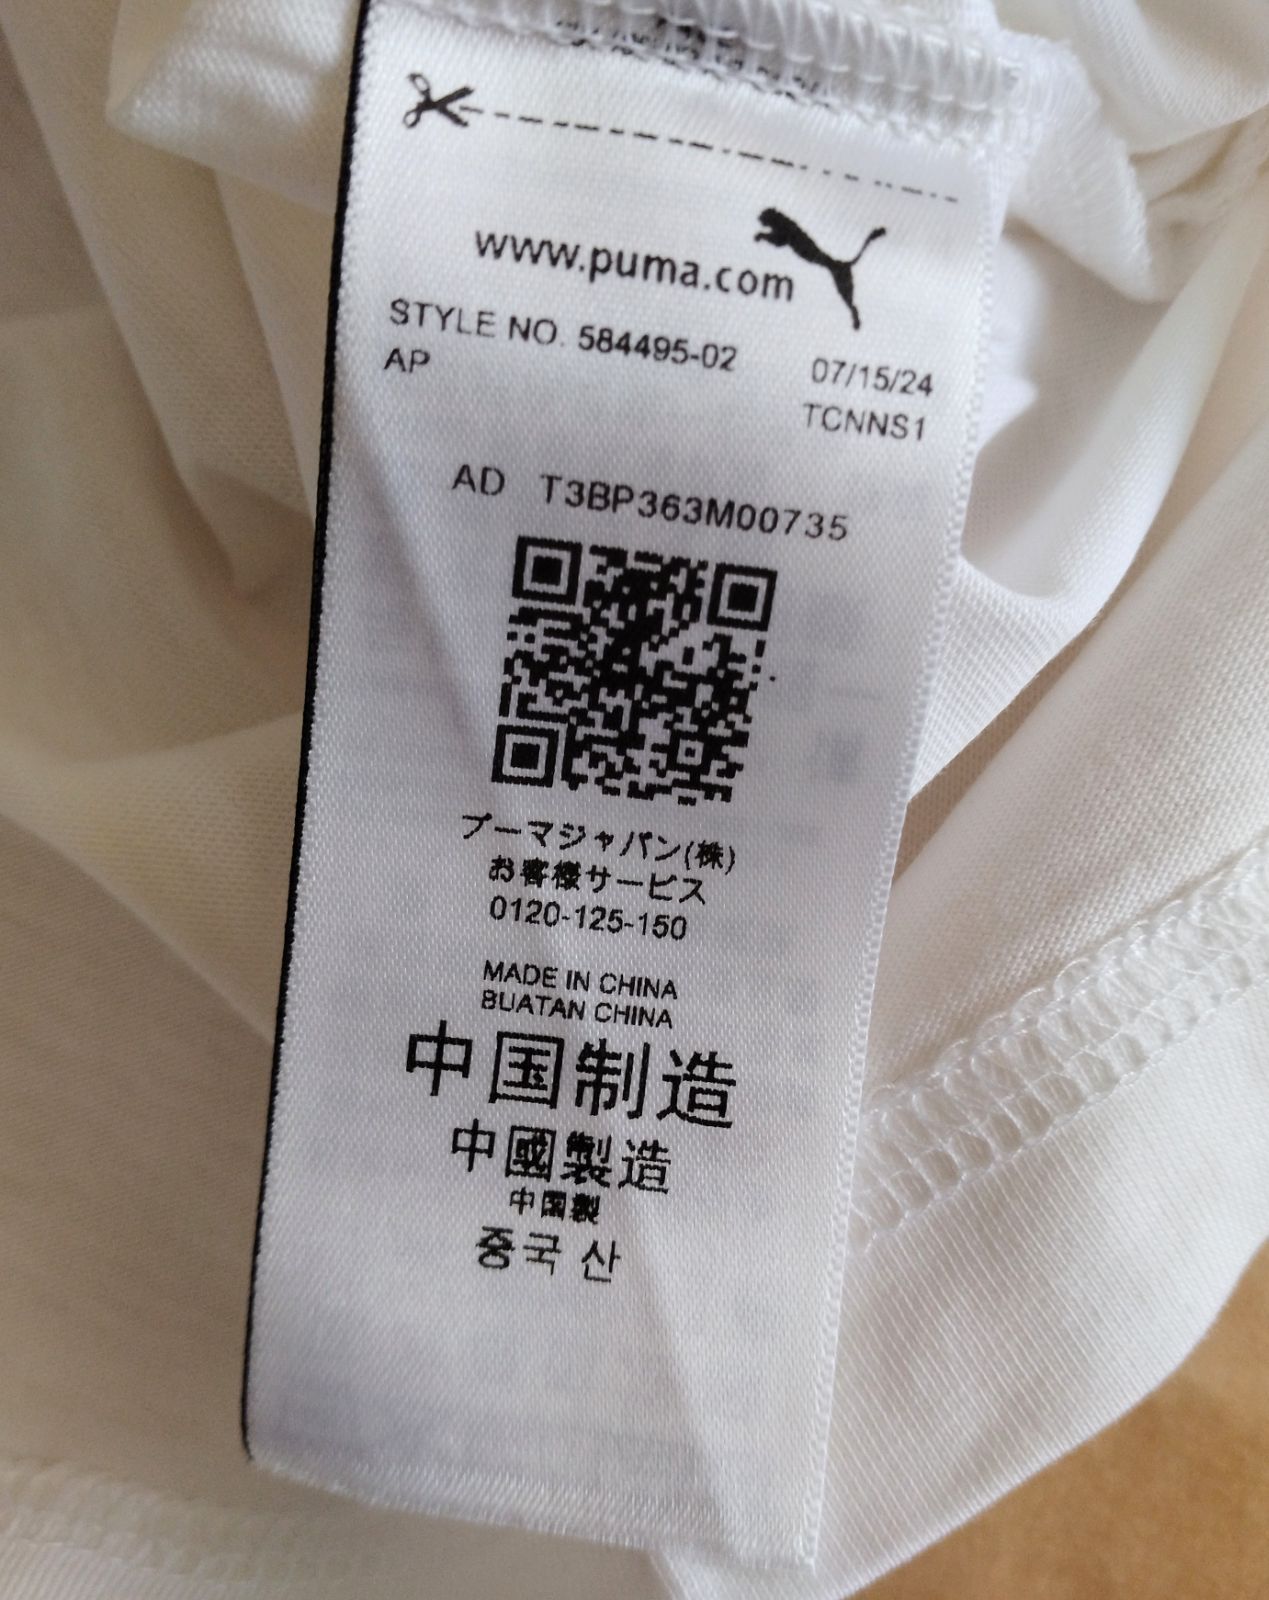 www.puma.com
STYLE NO. 584495-02 07/15/24
AP TCNNS1
AD T3BP363M00735
プーマジャパン(株)
お客様サービス
0120-125-150
MADE IN CHINA
BUATAN CHINA
中国制造
中國製造
中国製
중국산